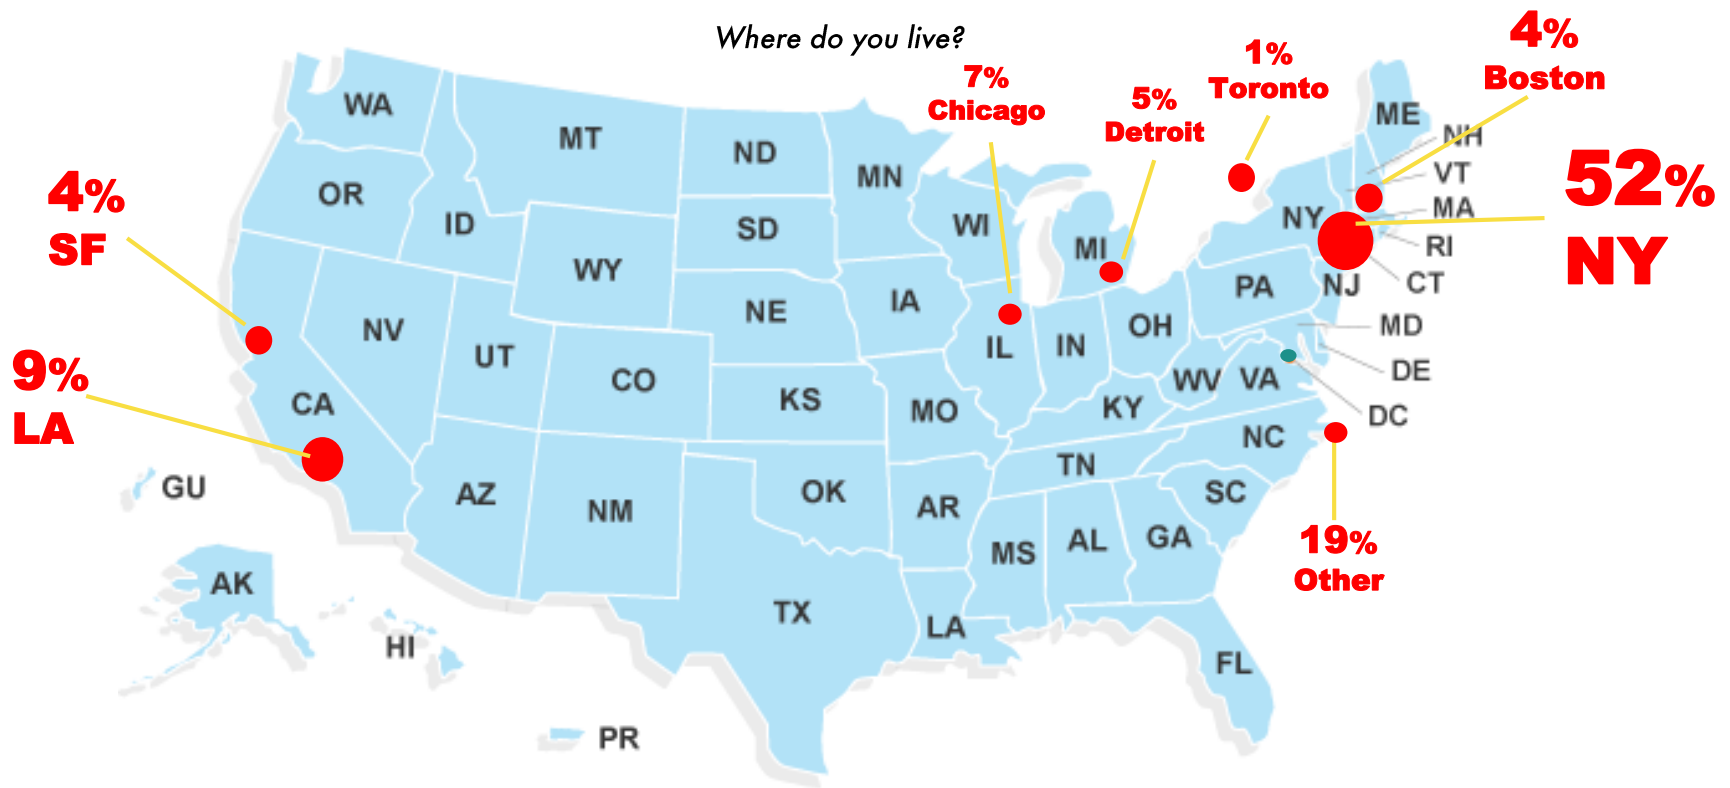 Where do you live?
4%
Boston
1%
Toronto
7%
Chicago
5%
Detroit
52%
NY
4%
SF
9%
LA
19%
Other
WA
MT
ND
MN
ME
NH
VT
OR
ID
SD
WI
MI
NY
MA
RI
WY
IA
PA
NJ
CT
NE
NV
UT
CO
IL
IN
OH
MD
DE
WV
VA
DC
CA
KS
MO
KY
NC
TN
GU
AZ
NM
OK
AR
SC
MS
AL
GA
AK
TX
LA
HI
FL
PR